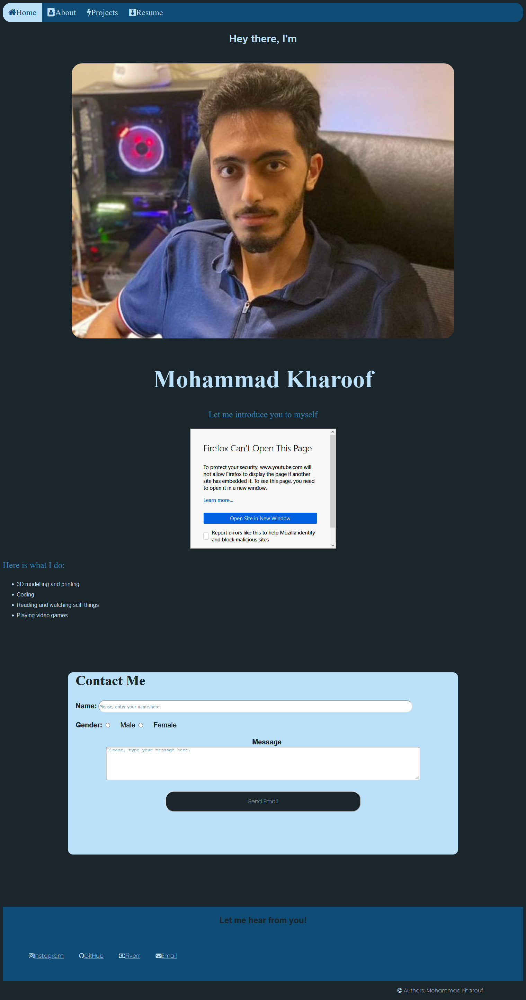 Home About Projects Resume
Hey there, I'm
Mohammad Kharoof
Let me introduce you to myself
Firefox Can’t Open This Page
To protect your security, www.youtube.com will
not allow Firefox to display the page if another
site has embedded it. To see this page, you need
to open it in a new window.
Learn more...
Open Site in New Window
Report errors like this to help Mozilla identify
and block malicious sites
Here is what I do:
• 3D modelling and printing
• Coding
• Reading and watching scifi things
• Playing video games
Contact Me
Name: Please, enter your name here
Gender: Male Female
Message
Please, type your message here.
Send Email
Let me hear from you!
Instagram GitHub Fiverr Email
© Authors: Mohammad Kharouf